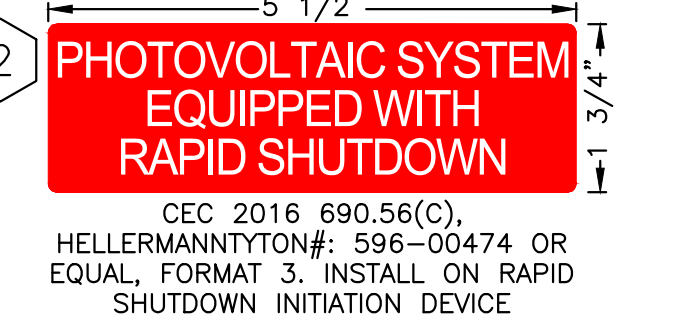 5 1/2
2
PHOTOVOLTAIC SYSTEM
EQUIPPED WITH
RAPID SHUTDOWN
1 3/4"
CEC 2016 690.56(C),
HELLERMANNTYTON#: 596-00474 OR
EQUAL, FORMAT 3. INSTALL ON RAPID
SHUTDOWN INITIATION DEVICE